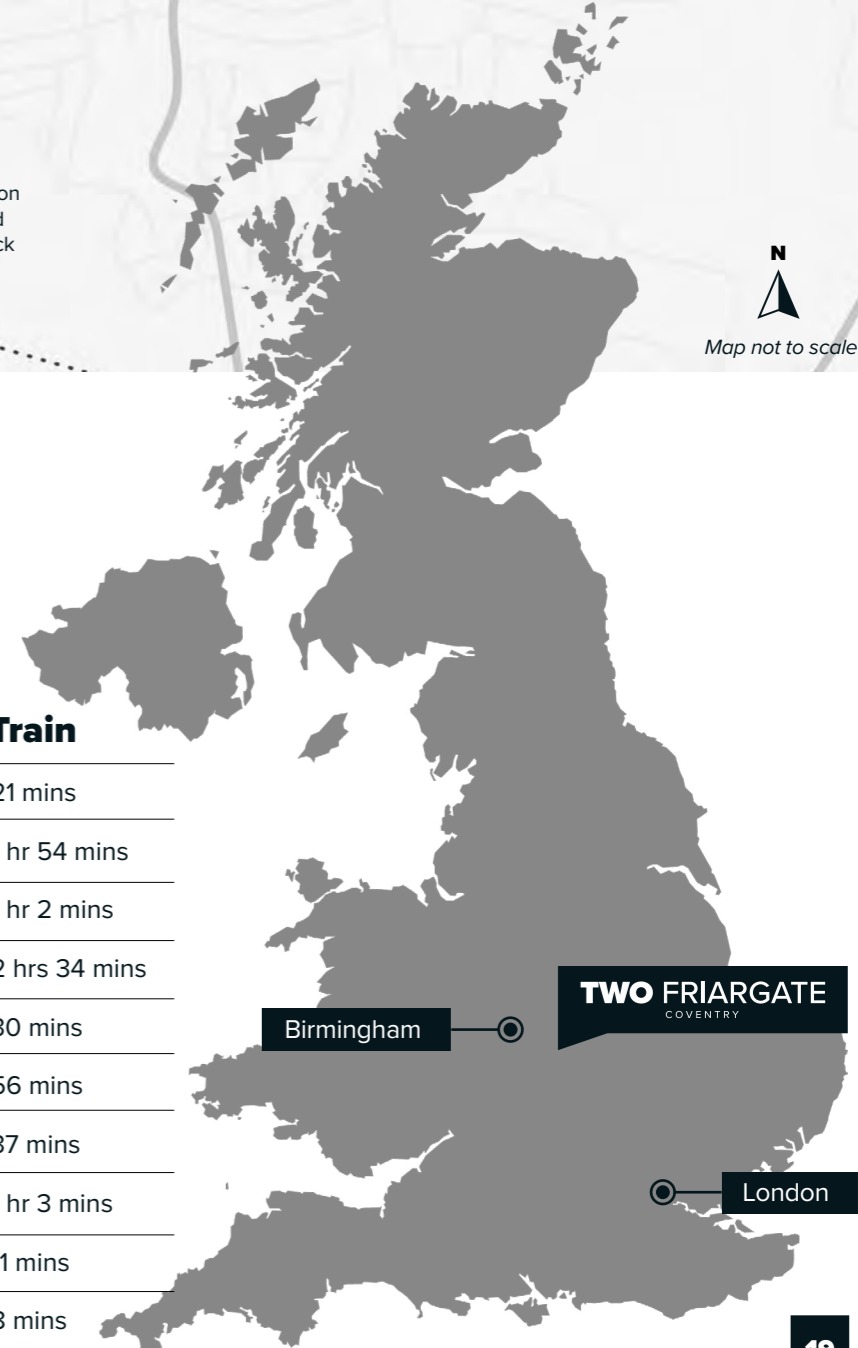 on
ck
N
Map not to scale
Train
21 mins
hr 54 mins
hr 2 mins
2 hrs 34 mins
30 mins
56 mins
37 mins
hr 3 mins
1 mins
8 mins
TWO FRIARGATE
COVENTRY
Birmingham
London